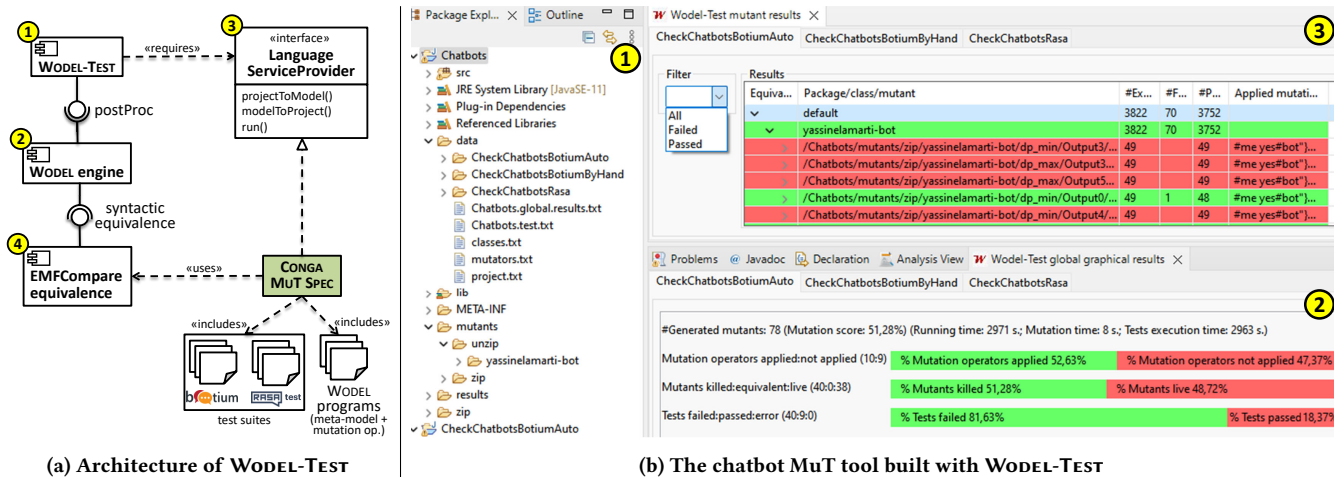 1
WODEL-TEST
«requires»
3
«interface»
Language
ServiceProvider
projectToModel()
modelToProject()
run()
postProc
2
WODEL engine
syntactic
equivalence
4
EMFCompare
equivalence
«uses»
CONGA
MUT SPEC
«includes»
«includes»
botium
RASA test
test suites
WODEL
programs
(meta-model +
mutation op.)
(a) Architecture of WODEL-TEST
Package Expl...
Outline
1
Chatbots
src
JRE System Library [JavaSE-11]
Plug-in Dependencies
Referenced Libraries
data
CheckChatbotsBotiumAuto
CheckChatbotsBotiumByHand
CheckChatbotsRasa
Chatbots.global.results.txt
Chatbots.test.txt
classes.txt
mutators.txt
project.txt
lib
META-INF
mutants
unzip
yassinelamarti-bot
zip
results
zip
CheckChatbotsBotiumAuto
Wodel-Test mutant results
CheckChatbotsBotiumAuto CheckChatbotsBotiumByHand CheckChatbotsRasa
3
Filter
All
Failed
Passed
Results
Equiva... Package/class/mutant #Ex... #F... #P... Applied mutati...
default 3822 70 3752
yassinelamarti-bot 3822 70 3752
/Chatbots/mutants/zip/yassinelamarti-bot/dp_min/Output3/... 49 49 #me yes#bot"}...
/Chatbots/mutants/zip/yassinelamarti-bot/dp_max/Output3... 49 49 #me yes#bot"}...
/Chatbots/mutants/zip/yassinelamarti-bot/dp_max/Output5... 49 49 #me yes#bot"}...
/Chatbots/mutants/zip/yassinelamarti-bot/dp_min/Output0/... 49 1 48 #me yes#bot"}...
/Chatbots/mutants/zip/yassinelamarti-bot/dp_min/Output4/... 49 49 #me yes#bot"}...
Problems @ Javadoc Declaration Analysis View Wodel-Test global graphical results
CheckChatbotsBotiumAuto CheckChatbotsBotiumByHand CheckChatbotsRasa
2
#Generated mutants: 78 (Mutation score: 51,28%) (Running time: 2971 s.; Mutation time: 8 s.; Tests execution time: 2963 s.)
Mutation operators applied:not applied (10:9) % Mutation operators applied 52,63% % Mutation operators not applied 47,37%
Mutants killed:equivalent:live (40:0:38) % Mutants killed 51,28% % Mutants live 48,72%
Tests failed:passed:error (40:9:0) % Tests failed 81,63% % Tests passed 18,37%
(b) The chatbot MuT tool built with WODEL-TEST